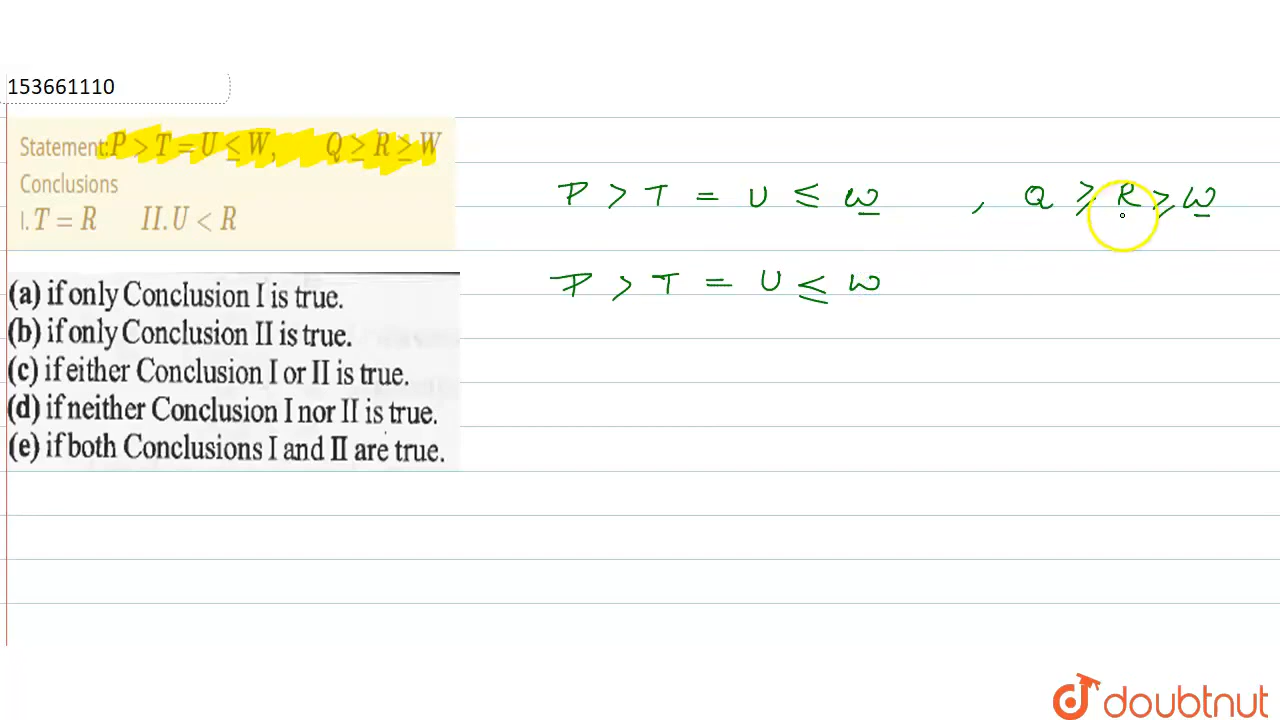 153661110
Statement:P > T = U ≤ W, Q ≥ R ≥ W
Conclusions
I. T = R II. U < R
(a) if only Conclusion I is true.
(b) if only Conclusion II is true.
(c) if either Conclusion I or II is true.
(d) if neither Conclusion I nor II is true.
(e) if both Conclusions I and II are true.
P > T = U ≤ W , Q ≥ R ≥ W
P > T = U ≤ W
doubtnut